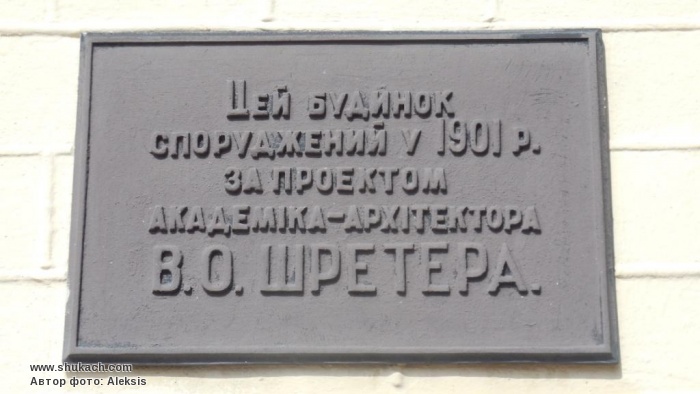 Цей будинок
споруджений у 1901 р.
за проектом
академіка-архітектора
В.О. Шретера.
www.shukach.com
Автор фото: Aleksis